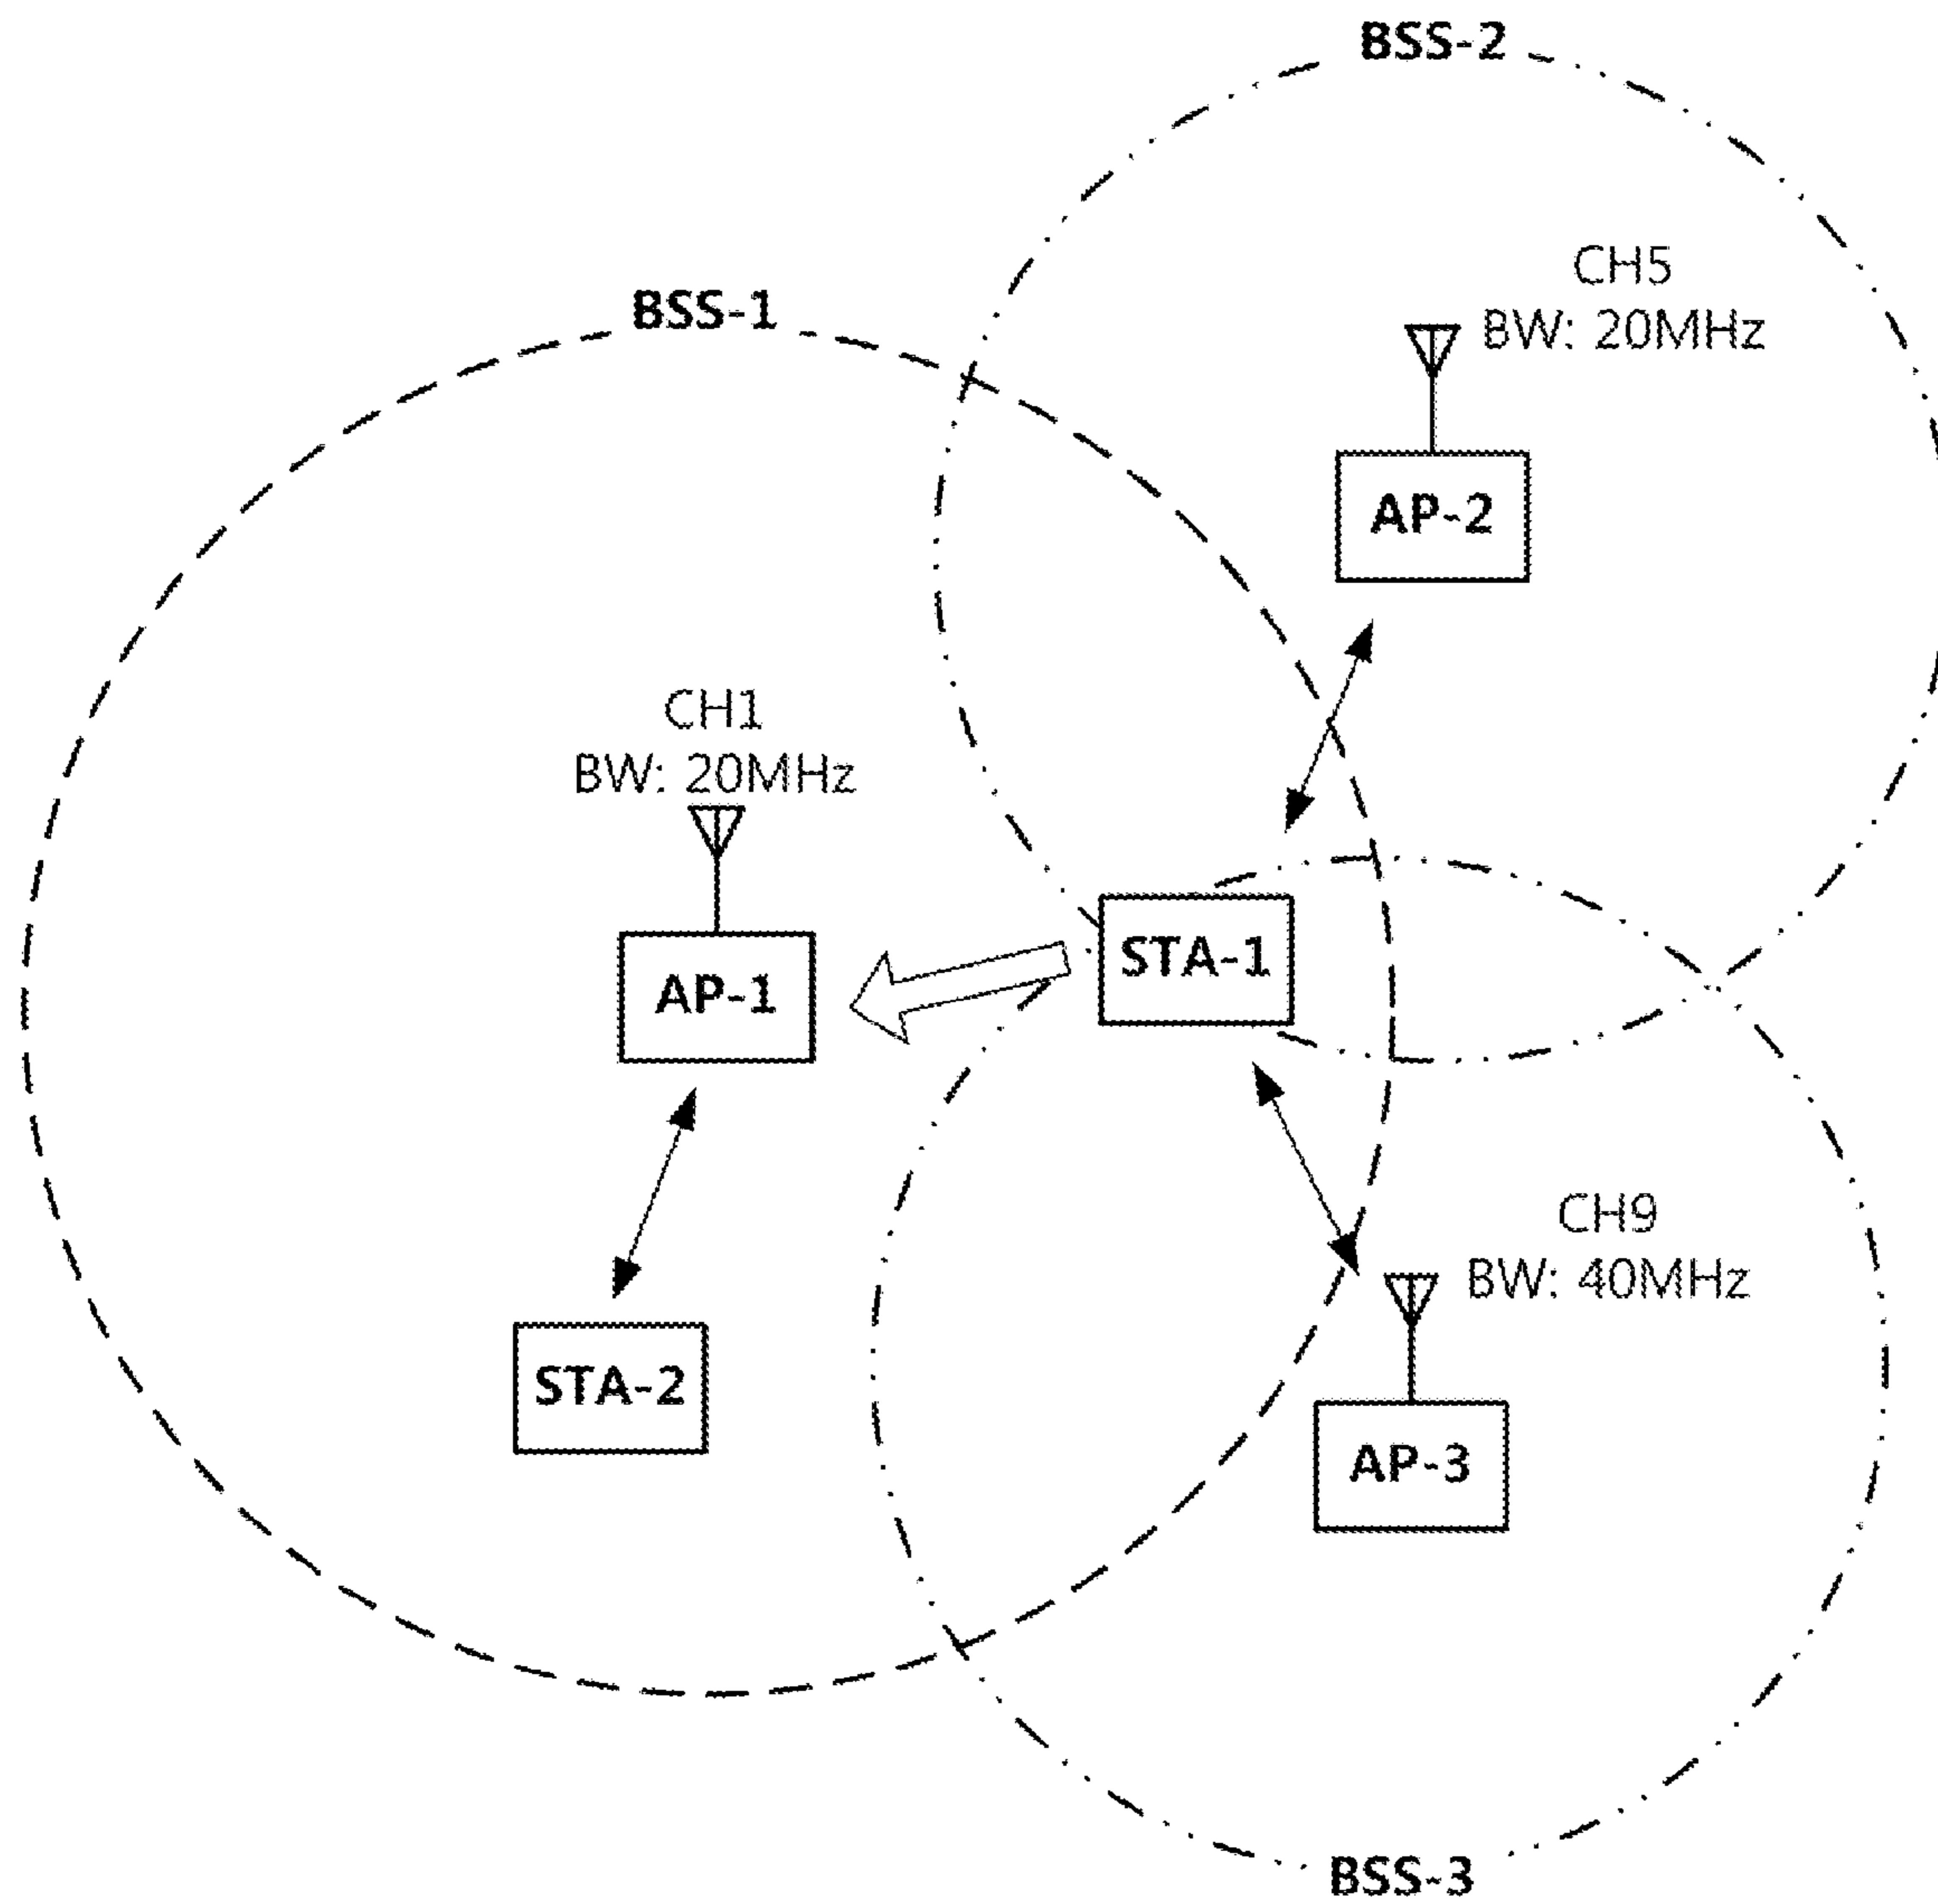 BSS-2
CH5
BW: 20MHz
BSS-1
AP-2
CH1
BW: 20MHz
STA-1
AP-1
CH9
BW: 40MHz
STA-2
AP-3
BSS-3